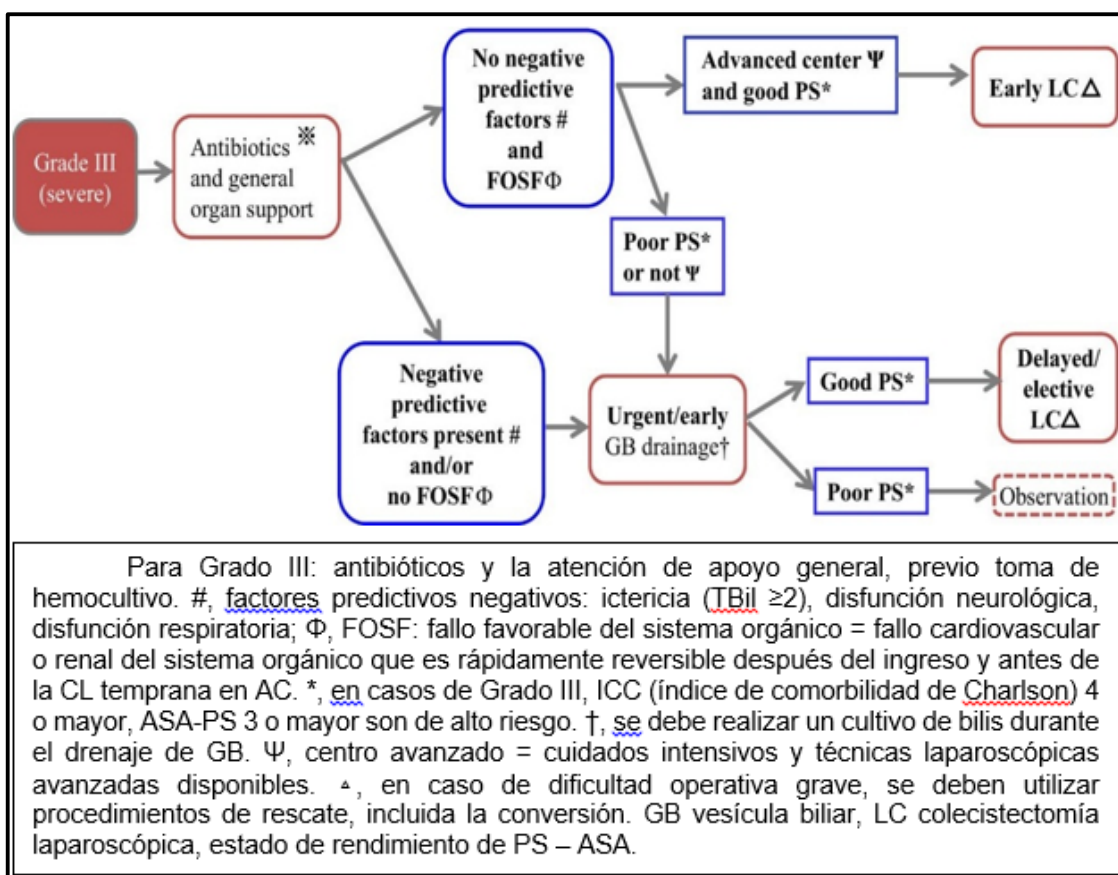 Grade III
(severe)
Antibiotics ※
and general
organ support
No negative
predictive
factors #
and
FOSFΦ
Advanced center Ψ
and good PS*
Early LC△
Poor PS*
or not Ψ
Negative
predictive
factors present #
and/or
no FOSFΦ
Urgent/early
GB drainage†
Good PS*
Delayed/
elective
LC△
Poor PS*
Observation
Para Grado III: antibióticos y la atención de apoyo general, previo toma de
hemocultivo. #, factores predictivos negativos: ictericia (TBil ≥2), disfunción neurológica,
disfunción respiratoria; Φ, FOSF: fallo favorable del sistema orgánico = fallo cardiovascular
o renal del sistema orgánico que es rápidamente reversible después del ingreso y antes de
la CL temprana en AC. *, en casos de Grado III, ICC (índice de comorbilidad de Charlson) 4
o mayor, ASA-PS 3 o mayor son de alto riesgo. †, se debe realizar un cultivo de bilis durante
el drenaje de GB. Ψ, centro avanzado = cuidados intensivos y técnicas laparoscópicas
avanzadas disponibles. ▵, en caso de dificultad operativa grave, se deben utilizar
procedimientos de rescate, incluida la conversión. GB vesícula biliar, LC colecistectomía
laparoscópica, estado de rendimiento de PS – ASA.